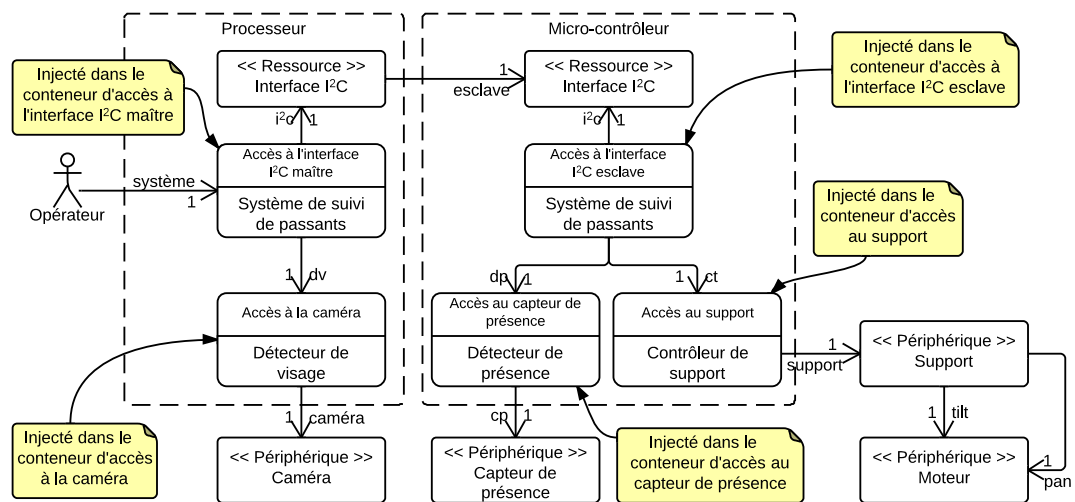 Processeur
Micro-contrôleur
Injecté dans le
conteneur d'accès à
l'interface I²C maître
<< Ressource >>
Interface I²C
1
esclave
<< Ressource >>
Interface I²C
Injecté dans le
conteneur d'accès à
l'interface I²C esclave
i²c
1
i²c
1
Opérateur
système
1
Accès à l'interface
I²C maître
Système de suivi
de passants
Accès à l'interface
I²C esclave
Système de suivi
de passants
Injecté dans le
conteneur d'accès
au support
1
dv
dp
1
1
ct
Accès à la caméra
Détecteur de
visage
Accès au capteur de
présence
Détecteur de
présence
Accès au support
Contrôleur de
support
1
support
<< Périphérique >>
Support
1
caméra
cp
1
1
tilt
1
pan
Injecté dans le
conteneur d'accès
à la caméra
<< Périphérique >>
Caméra
<< Périphérique >>
Capteur de
présence
Injecté dans le
conteneur d'accès au
capteur de présence
<< Périphérique >>
Moteur